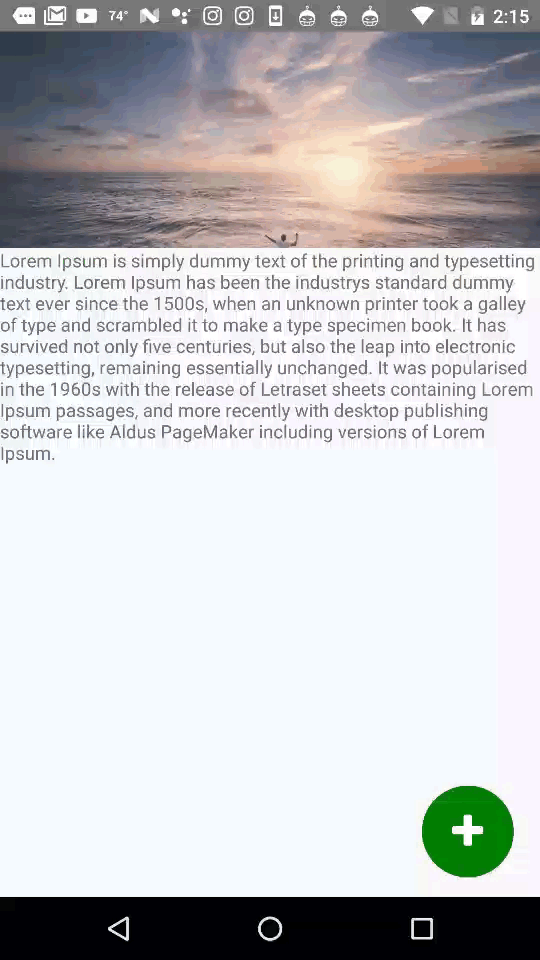 74° 2:15
Lorem Ipsum is simply dummy text of the printing and typesetting
industry. Lorem Ipsum has been the industrys standard dummy
text ever since the 1500s, when an unknown printer took a galley
of type and scrambled it to make a type specimen book. It has
survived not only five centuries, but also the leap into electronic
typesetting, remaining essentially unchanged. It was popularised
in the 1960s with the release of Letraset sheets containing Lorem
Ipsum passages, and more recently with desktop publishing
software like Aldus PageMaker including versions of Lorem
Ipsum.